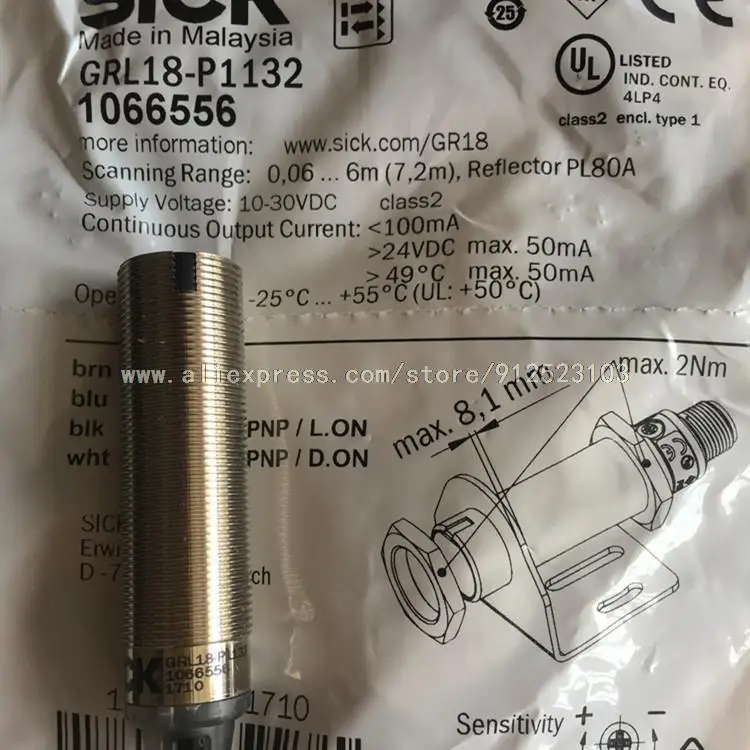 SICK
Made in Malaysia
GRL18-P1132
1066556
more information: www.sick.com/GR18
Scanning Range: 0,06 ... 6m (7,2m), Reflector PL80A
Supply Voltage: 10-30VDC class2
Continuous Output Current: <100mA
>24VDC max. 50mA
> 49°C max. 50mA
-25°C ... +55°C (UL: +50°C)
25
CE
UL LISTED
IND. CONT. EQ.
4LP4
class2 encl. type 1
brn
blu
blk PNP / L.ON
wht PNP / D.ON
www.aliexpress.com/store/912523103
max. 8,1 mm
max. 2Nm
SICK
GRL18-P1132
1066556
1710
1710
Sensitivity + −